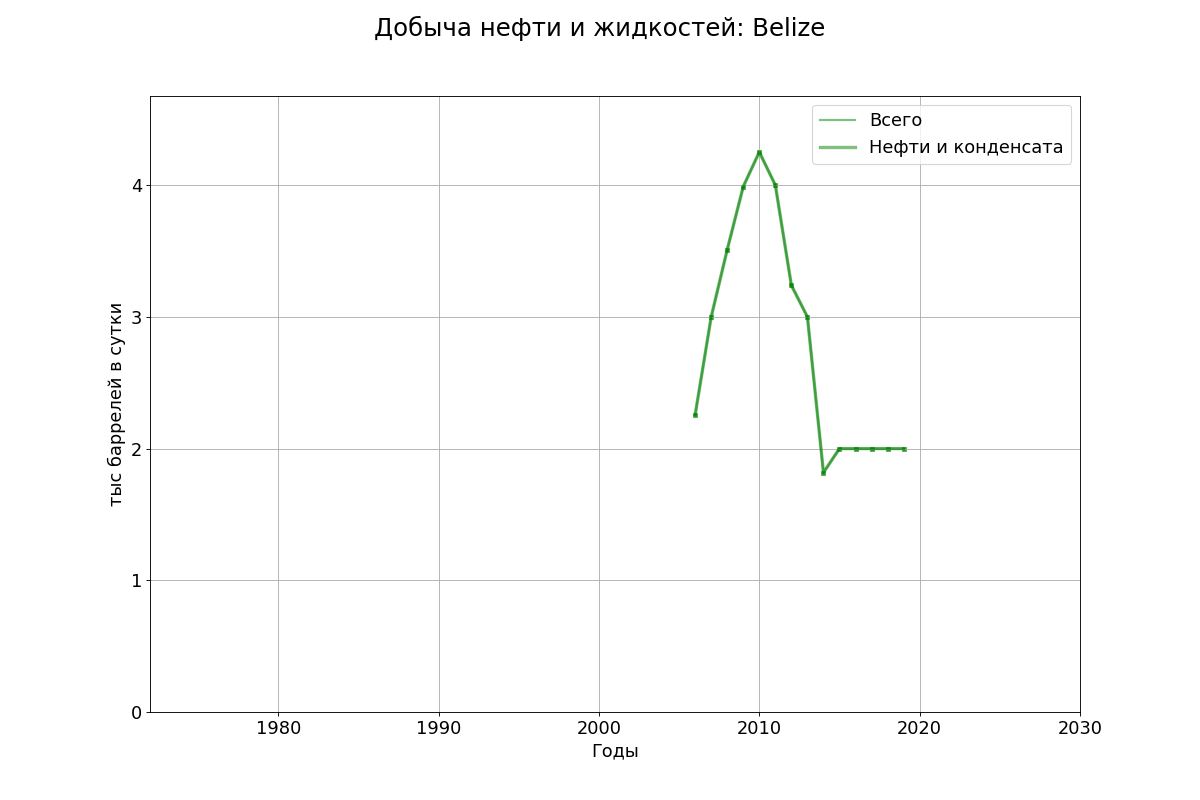 Добыча нефти и жидкостей: Belize
Всего
Нефти и конденсата
4
3
2
1
0
тыс баррелей в сутки
1980
1990
2000
2010
2020
2030
Годы